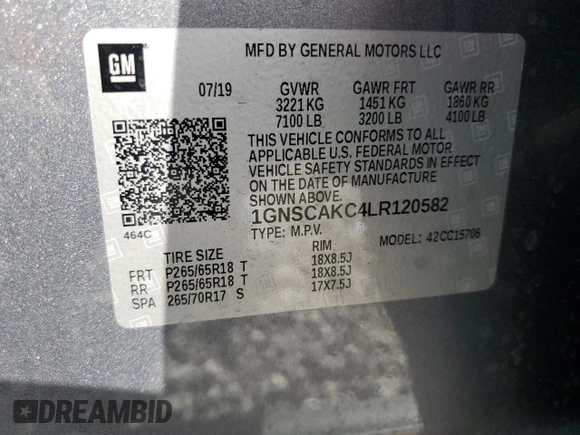 GM
MFD BY GENERAL MOTORS LLC
07/19 GVWR GAWR FRT GAWR RR
3221 KG 1451 KG 1860 KG
7100 LB 3200 LB 4100 LB
THIS VEHICLE CONFORMS TO ALL
APPLICABLE U.S. FEDERAL MOTOR
VEHICLE SAFETY STANDARDS IN EFFECT
ON THE DATE OF MANUFACTURE
SHOWN ABOVE.
1GNSCAKC4LR120582
464C TYPE: M.P.V. MODEL: 42CC15706
TIRE SIZE RIM
FRT P265/65R18 T 18X8.5J
RR P265/65R18 T 18X8.5J
SPA 265/70R17 S 17X7.5J
DREAMBID